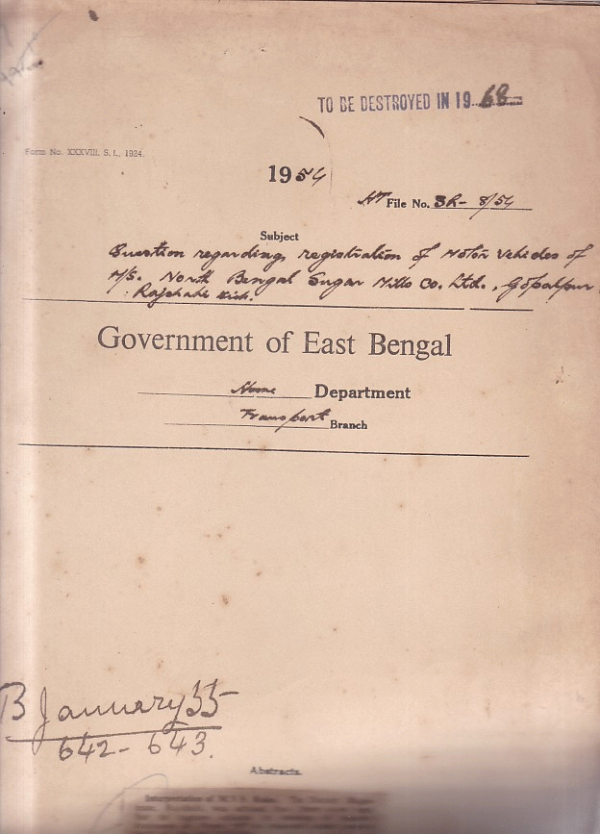 TO BE DESTROYED IN 19 68
Form No. XXXVIII, S. I., 1924.
1954
HT File No. 3R- 8/54
Subject
Question regarding registration of Motor Vehicles of
M/S. North Bengal Sugar Mills Co. Ltd., Gopalpur
Rajshahi Dist.
Government of East Bengal
Home Department
Transport Branch
B January 55
642-643.
Abstracts.